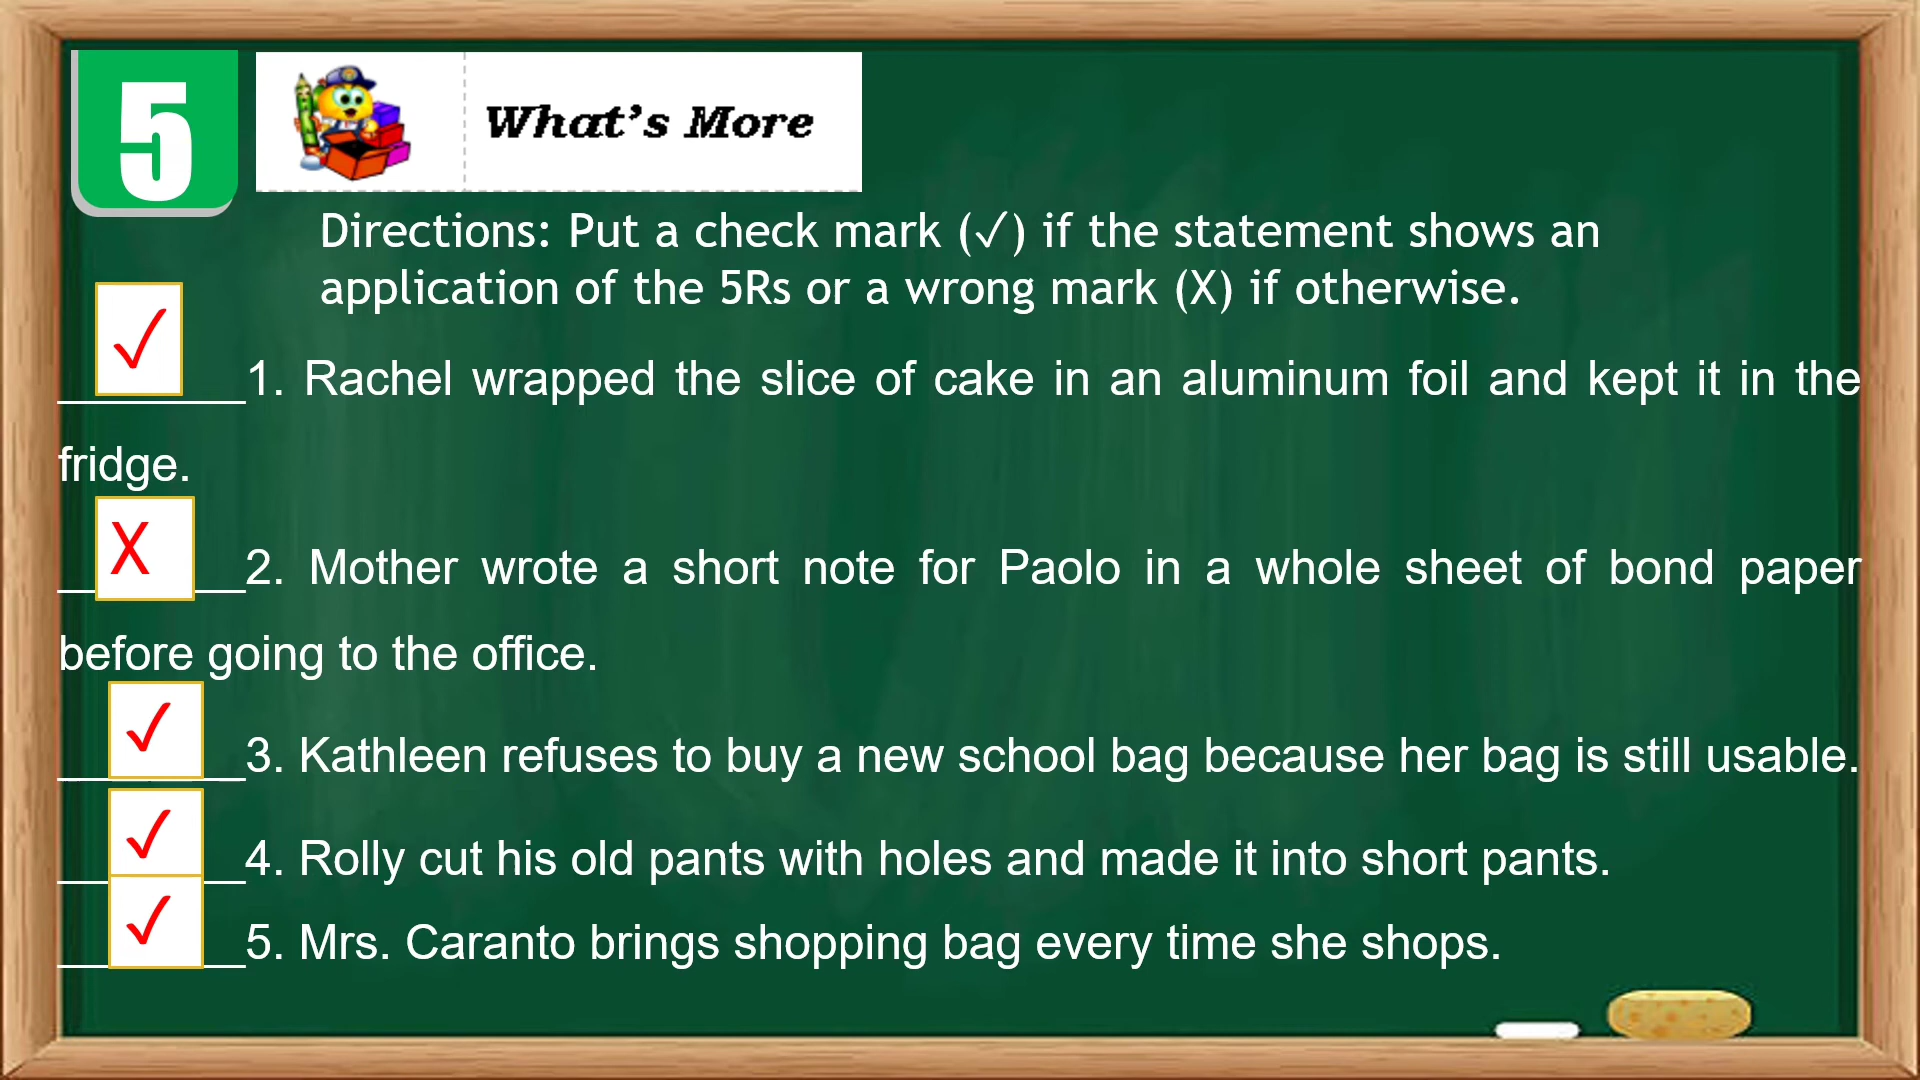 5
What's More
Directions: Put a check mark (✓) if the statement shows an
application of the 5Rs or a wrong mark (X) if otherwise.
✓
________1. Rachel wrapped the slice of cake in an aluminum foil and kept it in the
fridge.
X
________2. Mother wrote a short note for Paolo in a whole sheet of bond paper
before going to the office.
✓
________3. Kathleen refuses to buy a new school bag because her bag is still usable.
✓
________4. Rolly cut his old pants with holes and made it into short pants.
✓
________5. Mrs. Caranto brings shopping bag every time she shops.